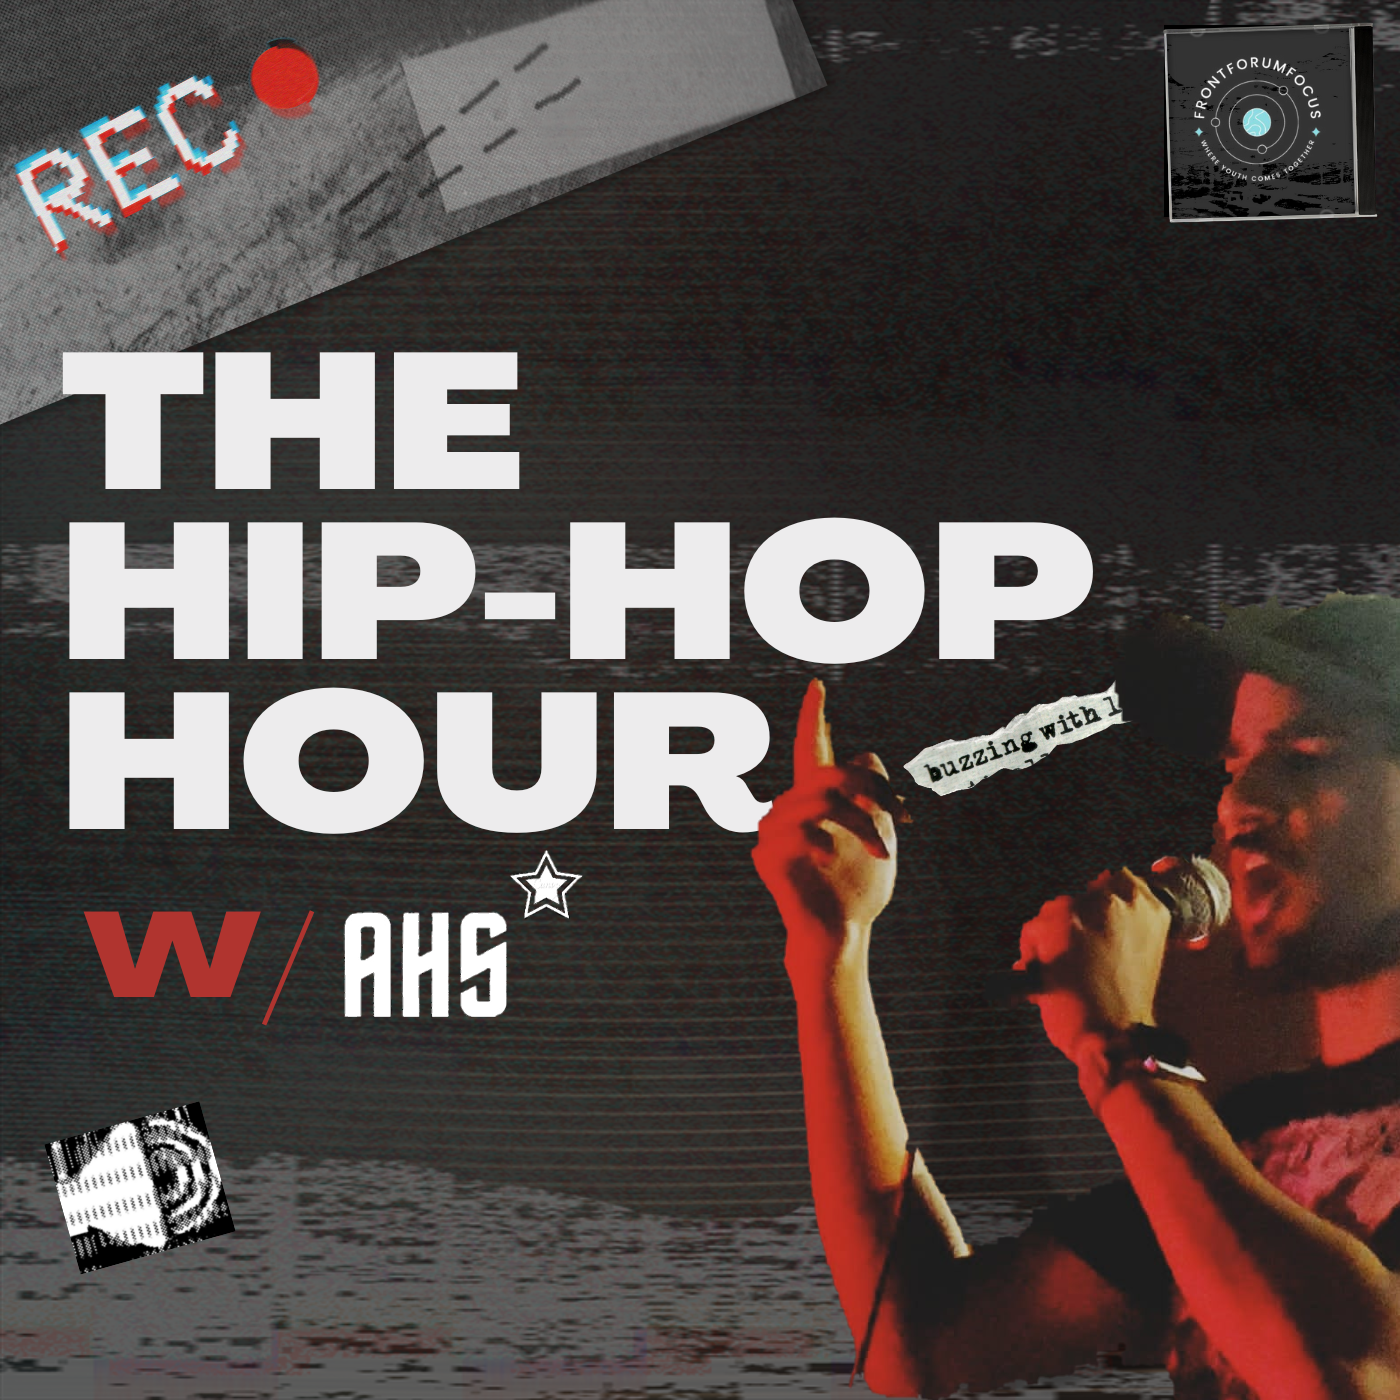 REC
FRONTFORUMFOCUS
WHERE YOUTH COMES TOGETHER
THE
HIP-HOP
HOUR
buzzing with l
W/ AHS